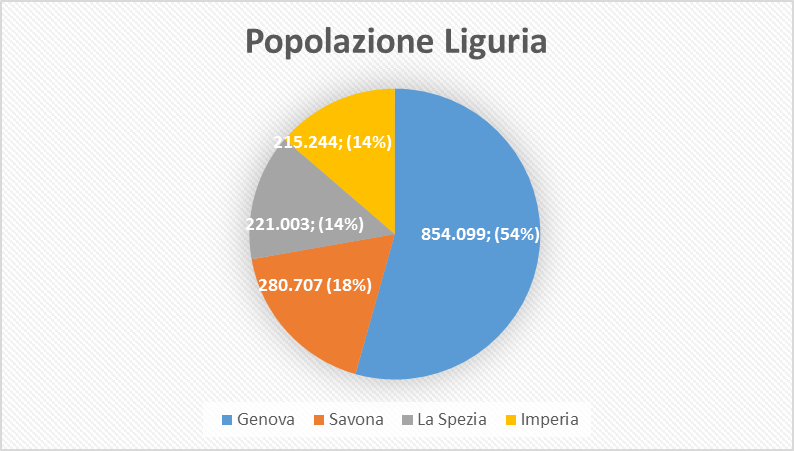 Popolazione Liguria
215.244; (14%)
221.003; (14%)
854.099; (54%)
280.707 (18%)
Genova Savona La Spezia Imperia